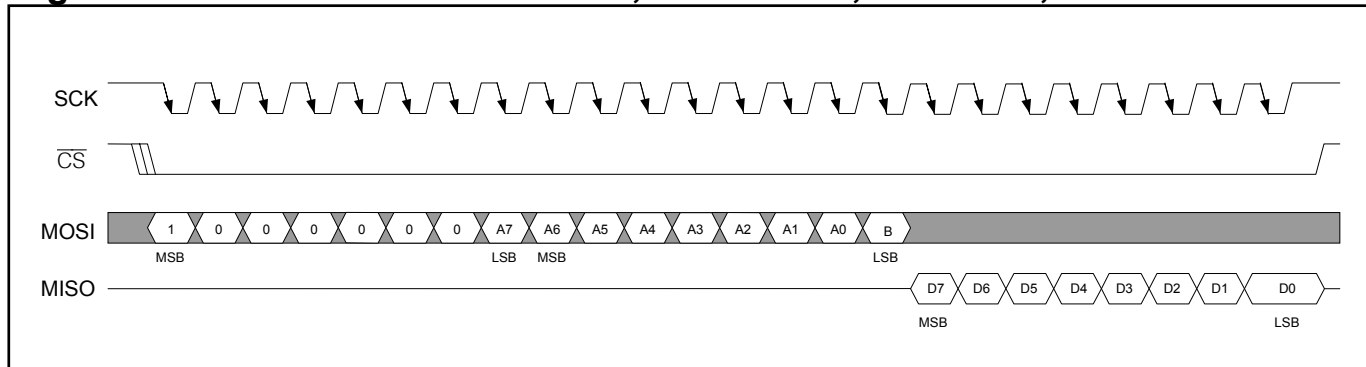 SCK
CS
MOSI 1 0 0 0 0 0 0 A7 A6 A5 A4 A3 A2 A1 A0 B
MSB LSB MSB LSB
MISO D7 D6 D5 D4 D3 D2 D1 D0
MSB LSB